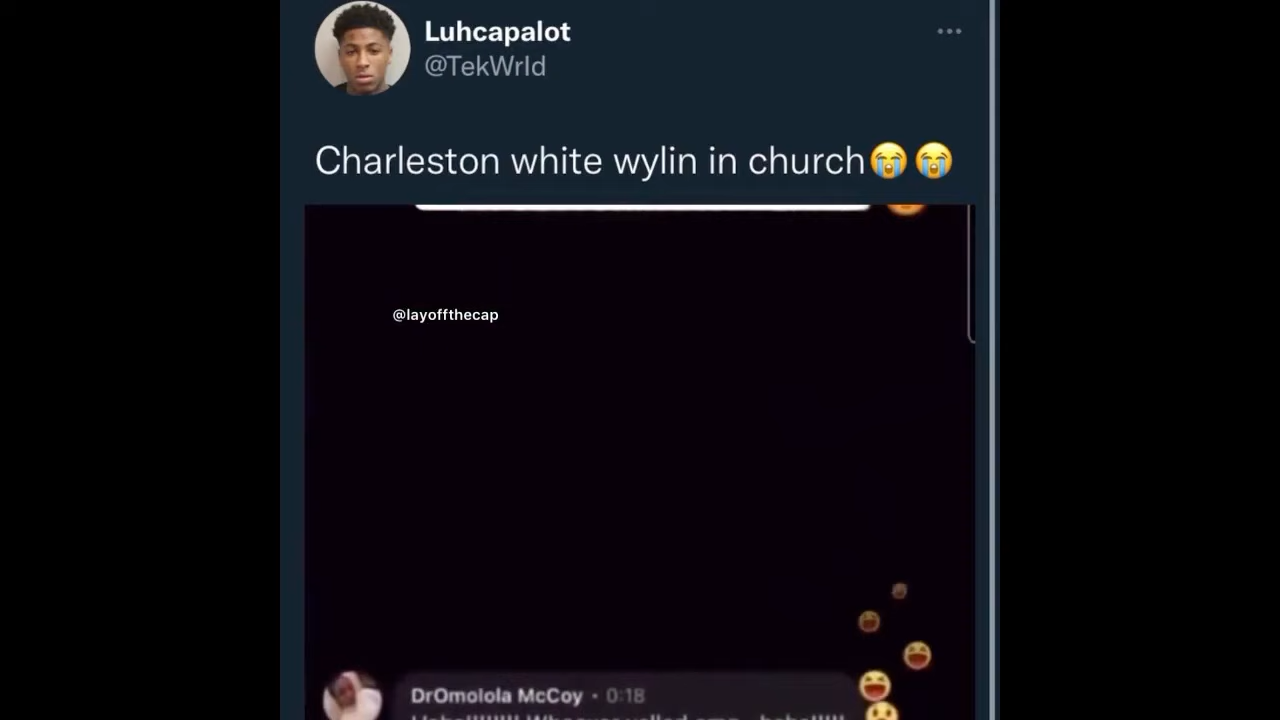 Luhcapalot
@TekWrld
Charleston white wylin in church😭😭
@layoffthecap
DrOmolola McCoy • 0:18